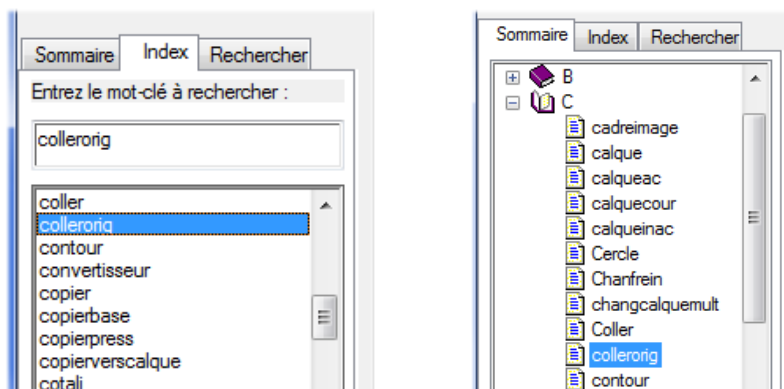 Sommaire Index Rechercher
Entrez le mot-clé à rechercher :
collerorig
coller
collerorig
contour
convertisseur
copier
copierbase
copierpress
copierverscalque
cotali
Sommaire Index Rechercher
B
C
cadreimage
calque
calqueac
calquecour
calqueinac
Cercle
Chanfrein
changcalquemult
Coller
collerorig
contour